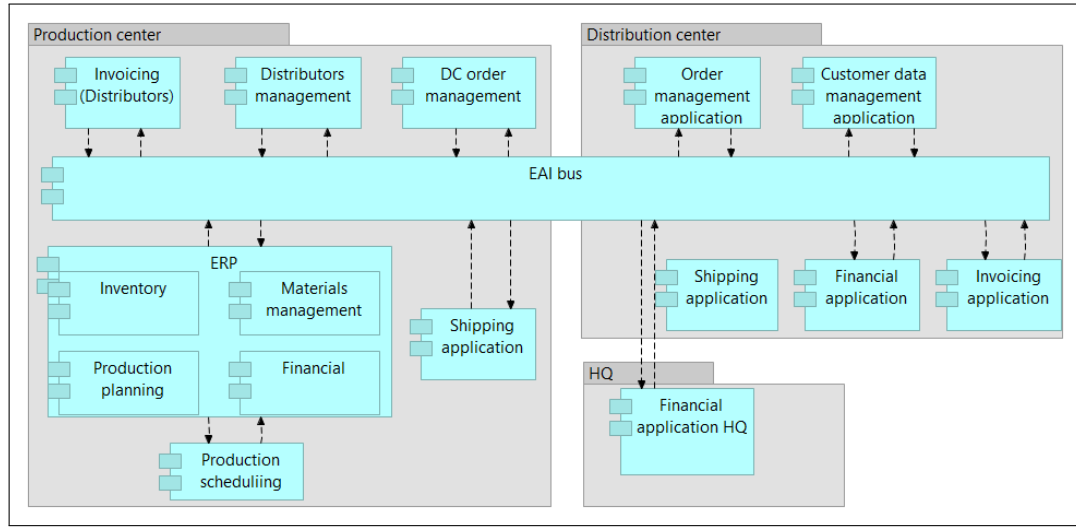 Production center
Distribution center
Invoicing
(Distributors)
Distributors
management
DC order
management
Order
management
application
Customer data
management
application
EAI bus
ERP
Inventory
Materials
management
Production
planning
Financial
Shipping
application
Production
scheduliing
Shipping
application
Financial
application
Invoicing
application
HQ
Financial
application HQ